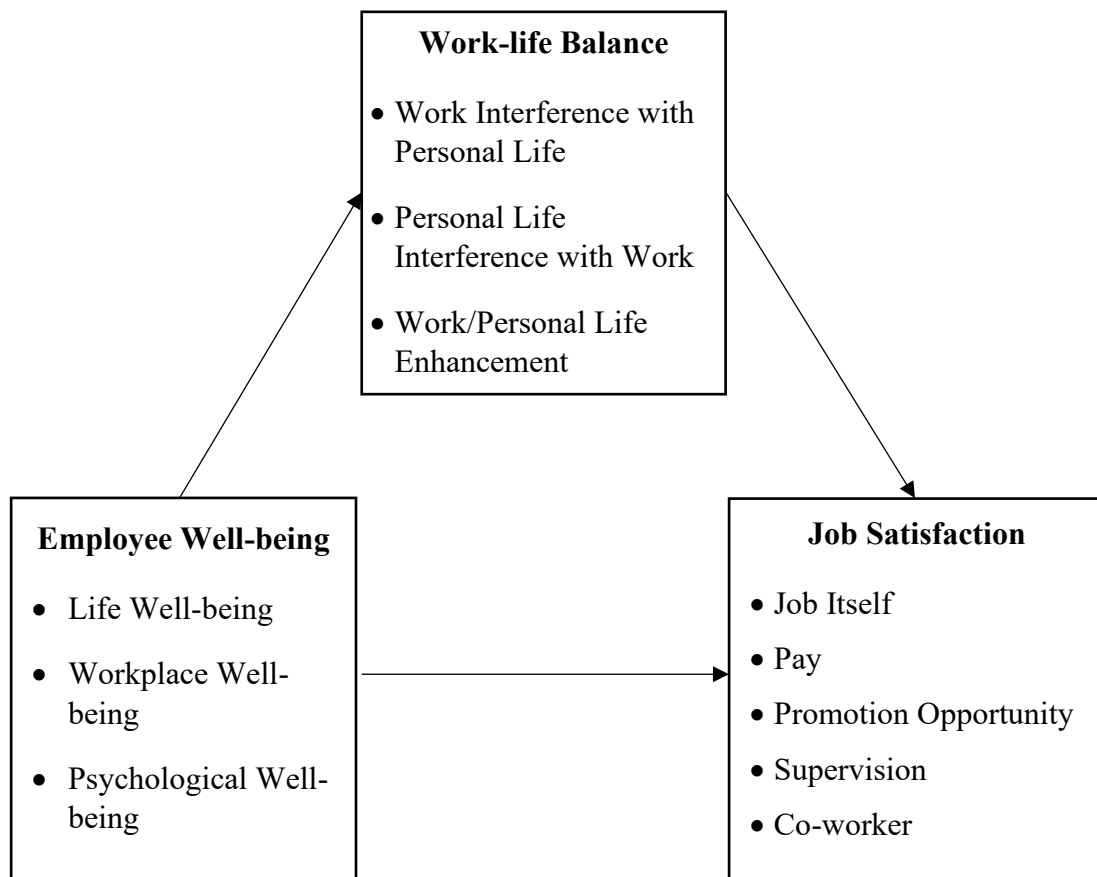 Work-life Balance
• Work Interference with
Personal Life
• Personal Life
Interference with Work
• Work/Personal Life
Enhancement
Employee Well-being
• Life Well-being
• Workplace Well-
being
• Psychological Well-
being
Job Satisfaction
• Job Itself
• Pay
• Promotion Opportunity
• Supervision
• Co-worker